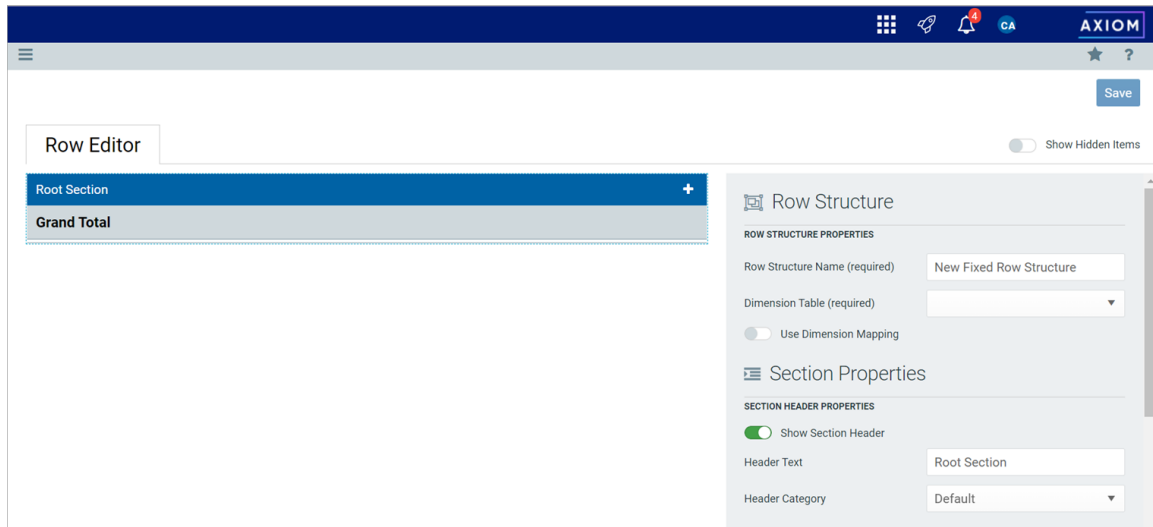 4
CA
AXIOM
?
Save
Row Editor
Show Hidden Items
Root Section
Grand Total
Row Structure
ROW STRUCTURE PROPERTIES
Row Structure Name (required) New Fixed Row Structure
Dimension Table (required)
Use Dimension Mapping
Section Properties
SECTION HEADER PROPERTIES
Show Section Header
Header Text Root Section
Header Category Default